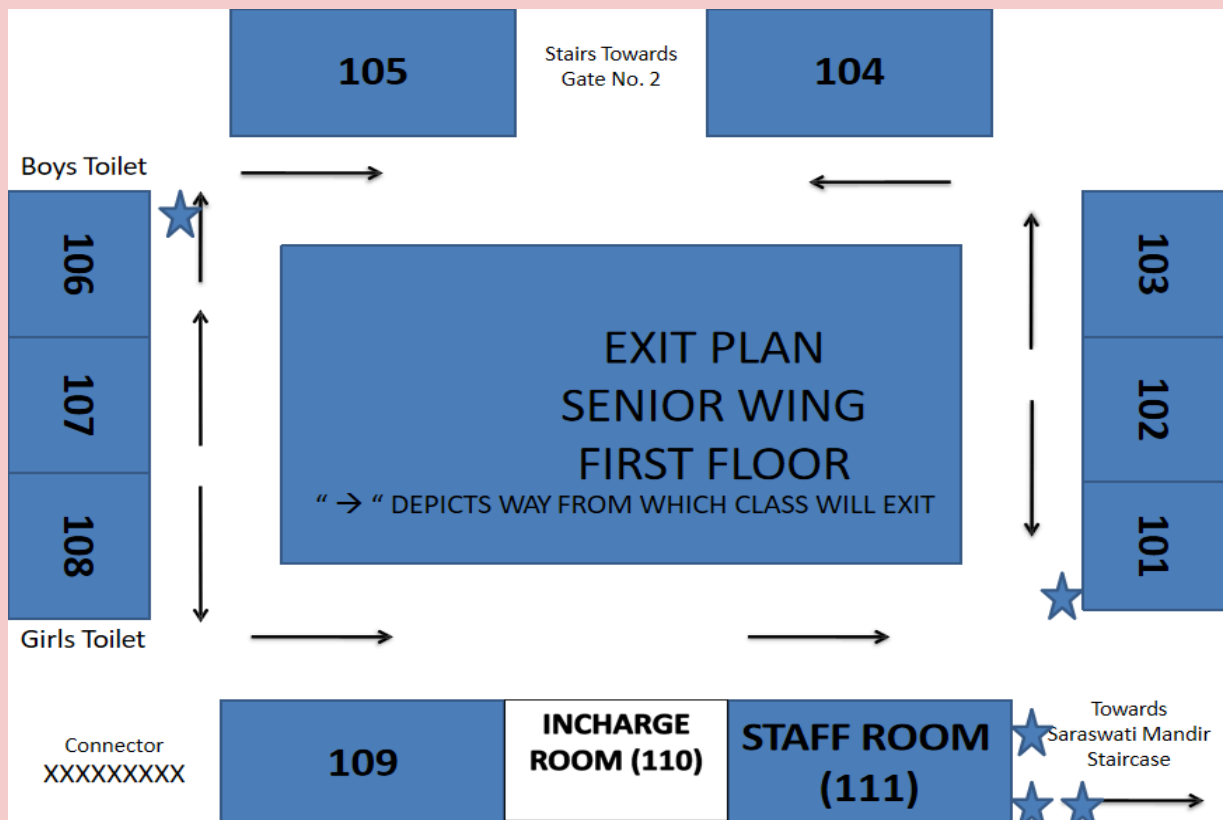 105
Stairs Towards
Gate No. 2
104
Boys Toilet
106
103
107
102
108
101
EXIT PLAN
SENIOR WING
FIRST FLOOR
“ → “ DEPICTS WAY FROM WHICH CLASS WILL EXIT
Girls Toilet
Connector
XXXXXXXXX
109
INCHARGE
ROOM (110)
STAFF ROOM
(111)
Towards
Saraswati Mandir
Staircase